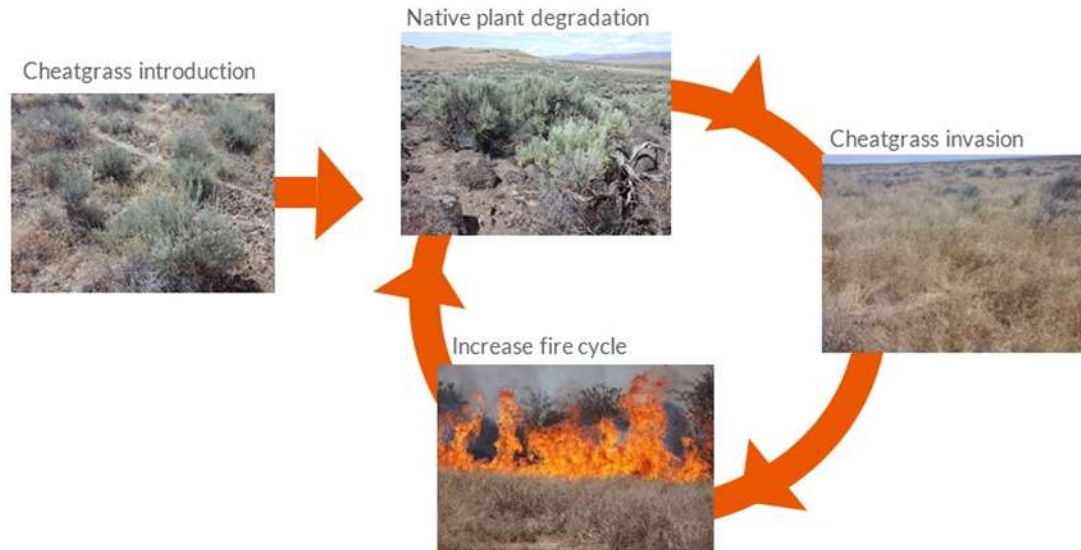 Native plant degradation
Cheatgrass introduction
Cheatgrass invasion
Increase fire cycle